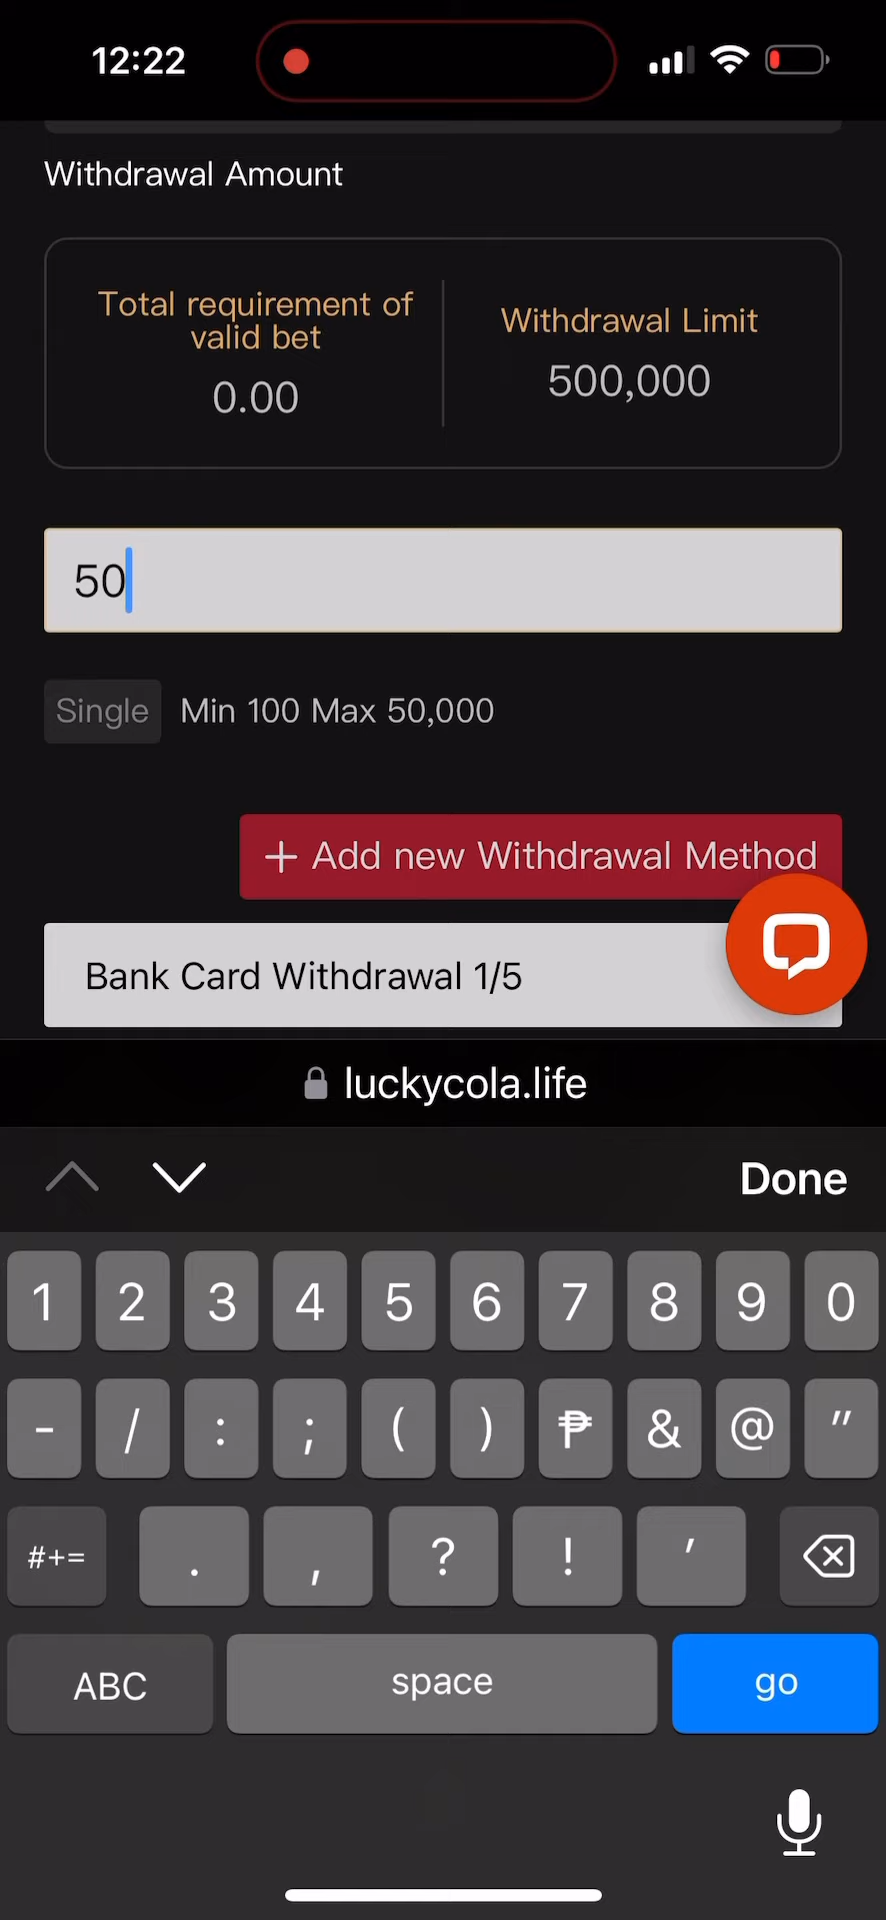 12:22
Withdrawal Amount
Total requirement of
valid bet
0.00
Withdrawal Limit
500,000
50
Single Min 100 Max 50,000
+ Add new Withdrawal Method
Bank Card Withdrawal 1/5
luckycola.life
Done
1 2 3 4 5 6 7 8 9 0
- / : ; ( ) ₱ & @ "
#+= . , ? ! '
ABC space go